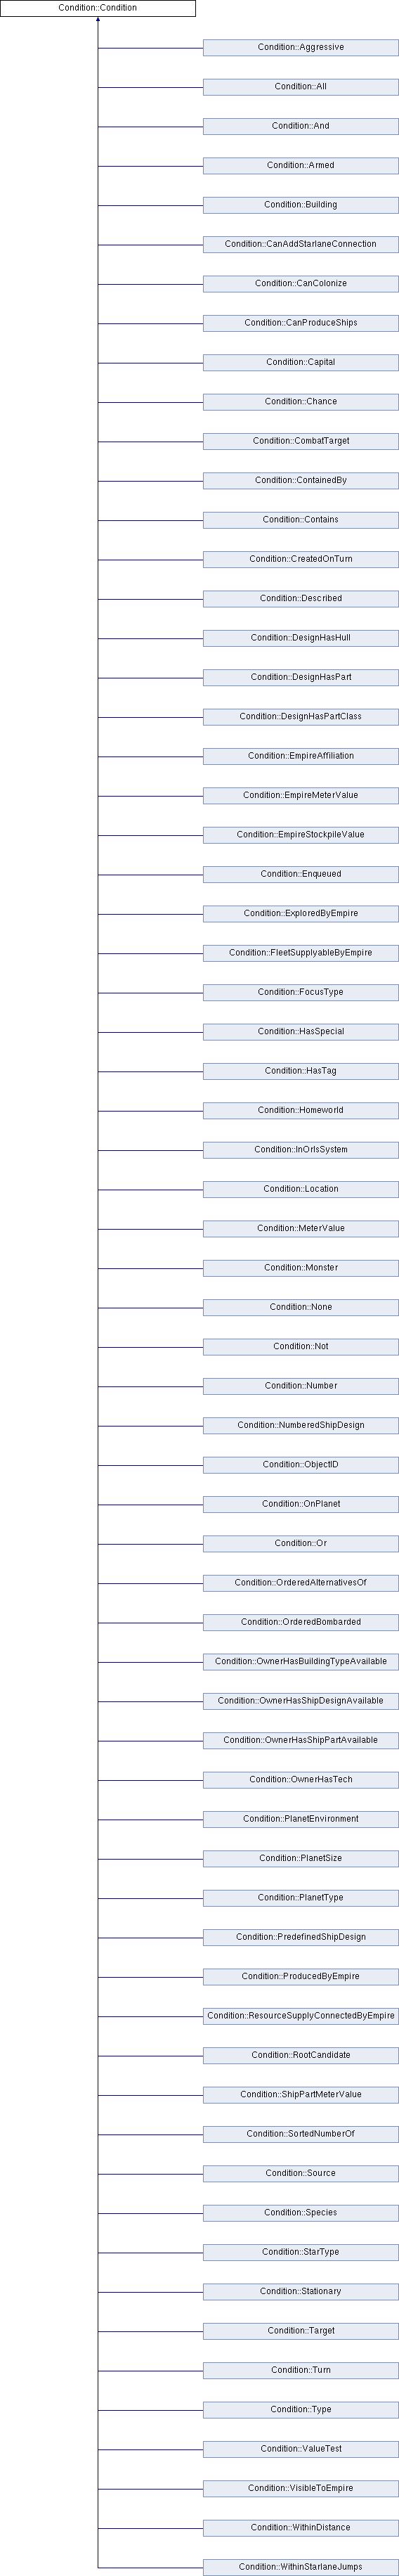 Condition::Condition
Condition::Aggressive
Condition::All
Condition::And
Condition::Armed
Condition::Building
Condition::CanAddStarlaneConnection
Condition::CanColonize
Condition::CanProduceShips
Condition::Capital
Condition::Chance
Condition::CombatTarget
Condition::ContainedBy
Condition::Contains
Condition::CreatedOnTurn
Condition::Described
Condition::DesignHasHull
Condition::DesignHasPart
Condition::DesignHasPartClass
Condition::EmpireAffiliation
Condition::EmpireMeterValue
Condition::EmpireStockpileValue
Condition::Enqueued
Condition::ExploredByEmpire
Condition::FleetSupplyableByEmpire
Condition::FocusType
Condition::HasSpecial
Condition::HasTag
Condition::Homeworld
Condition::InOrIsSystem
Condition::Location
Condition::MeterValue
Condition::Monster
Condition::None
Condition::Not
Condition::Number
Condition::NumberedShipDesign
Condition::ObjectID
Condition::OnPlanet
Condition::Or
Condition::OrderedAlternativesOf
Condition::OrderedBombarded
Condition::OwnerHasBuildingTypeAvailable
Condition::OwnerHasShipDesignAvailable
Condition::OwnerHasShipPartAvailable
Condition::OwnerHasTech
Condition::PlanetEnvironment
Condition::PlanetSize
Condition::PlanetType
Condition::PredefinedShipDesign
Condition::ProducedByEmpire
Condition::ResourceSupplyConnectedByEmpire
Condition::RootCandidate
Condition::ShipPartMeterValue
Condition::SortedNumberOf
Condition::Source
Condition::Species
Condition::StarType
Condition::Stationary
Condition::Target
Condition::Turn
Condition::Type
Condition::ValueTest
Condition::VisibleToEmpire
Condition::WithinDistance
Condition::WithinStarlaneJumps